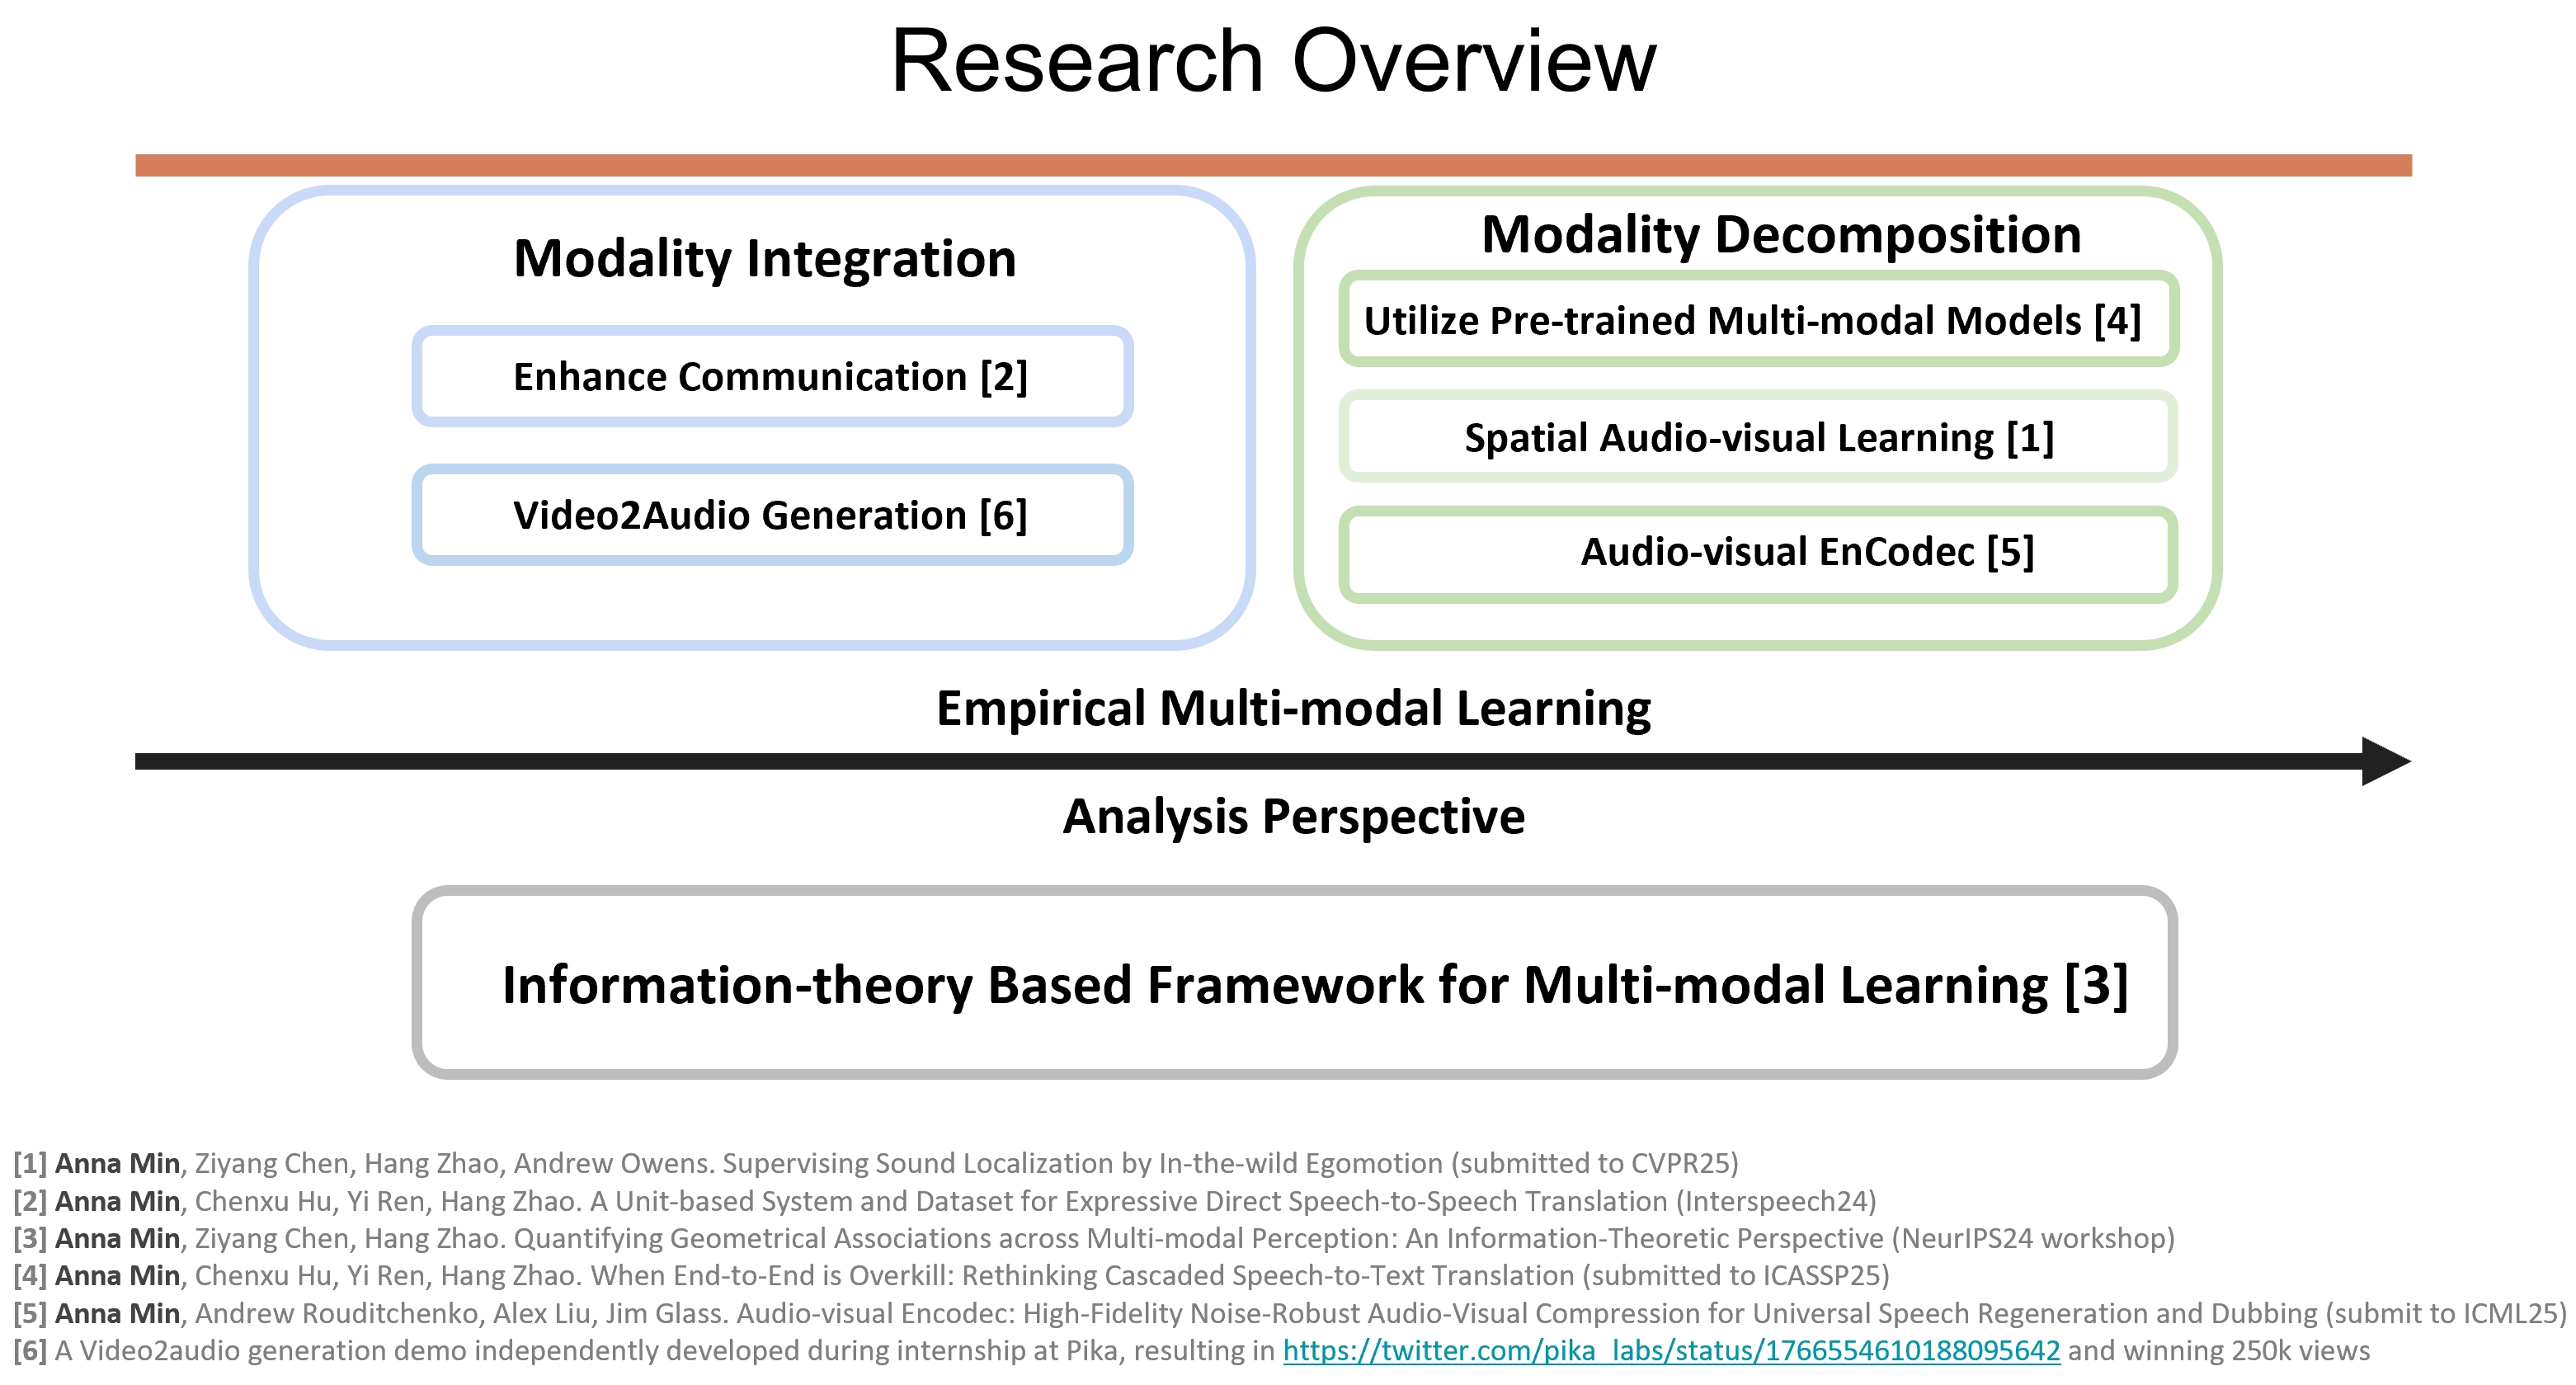 Research Overview
Modality Integration
Enhance Communication [2]
Video2Audio Generation [6]
Modality Decomposition
Utilize Pre-trained Multi-modal Models [4]
Spatial Audio-visual Learning [1]
Audio-visual EnCodec [5]
Empirical Multi-modal Learning
Analysis Perspective
Information-theory Based Framework for Multi-modal Learning [3]
[1] Anna Min, Ziyang Chen, Hang Zhao, Andrew Owens. Supervising Sound Localization by In-the-wild Egomotion (submitted to CVPR25)
[2] Anna Min, Chenxu Hu, Yi Ren, Hang Zhao. A Unit-based System and Dataset for Expressive Direct Speech-to-Speech Translation (Interspeech24)
[3] Anna Min, Ziyang Chen, Hang Zhao. Quantifying Geometrical Associations across Multi-modal Perception: An Information-Theoretic Perspective (NeurIPS24 workshop)
[4] Anna Min, Chenxu Hu, Yi Ren, Hang Zhao. When End-to-End is Overkill: Rethinking Cascaded Speech-to-Text Translation (submitted to ICASSP25)
[5] Anna Min, Andrew Rouditchenko, Alex Liu, Jim Glass. Audio-visual Encodec: High-Fidelity Noise-Robust Audio-Visual Compression for Universal Speech Regeneration and Dubbing (submit to ICML25)
[6] A Video2audio generation demo independently developed during internship at Pika, resulting in https://twitter.com/pika_labs/status/1766554610188095642 and winning 250k views